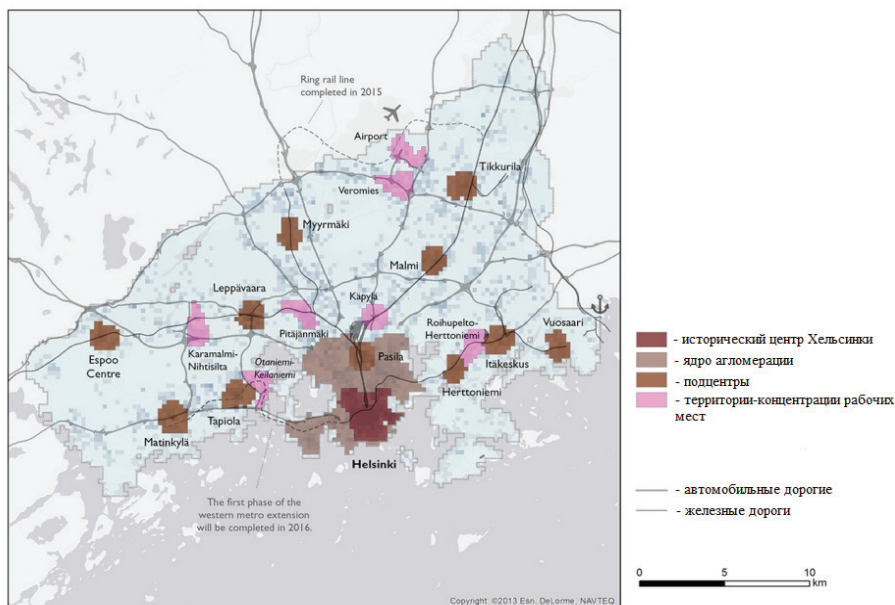 Ring rail line
completed in 2015
Airport
Tikkurila
Veromies
Myyrmäki
Malmi
Leppävaara
Käpylä
Pitäjänmäki
Roihupelto-
Herttoniemi
Vuosaari
Espoo
Centre
Karamalmi-
Nihtisilta
Otaniemi-
Keilaniemi
Pasila
Itäkeskus
Herttoniemi
Tapiola
Matinkylä
Helsinki
The first phase of the
western metro extension
will be completed in 2016.
Copyright ©2013 Esri, DeLorme, NAVTEQ
- исторический центр Хельсинки
- ядро агломерации
- подцентры
- территории-концентрации рабочих
мест
- автомобильные дорогие
- железные дороги
0 5 10
km